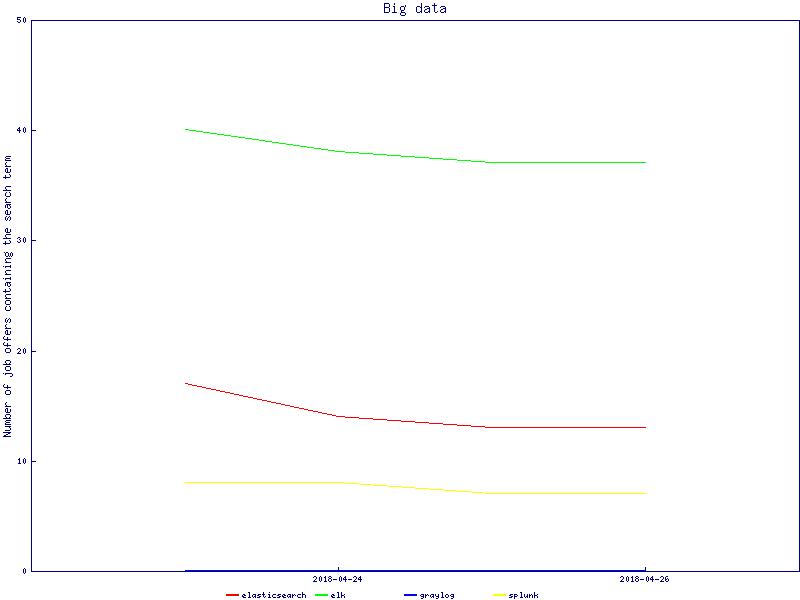 Big data
50
40
30
20
10
0
Number of job offers containing the search term
2018-04-24 2018-04-26
elasticsearch elk graylog splunk